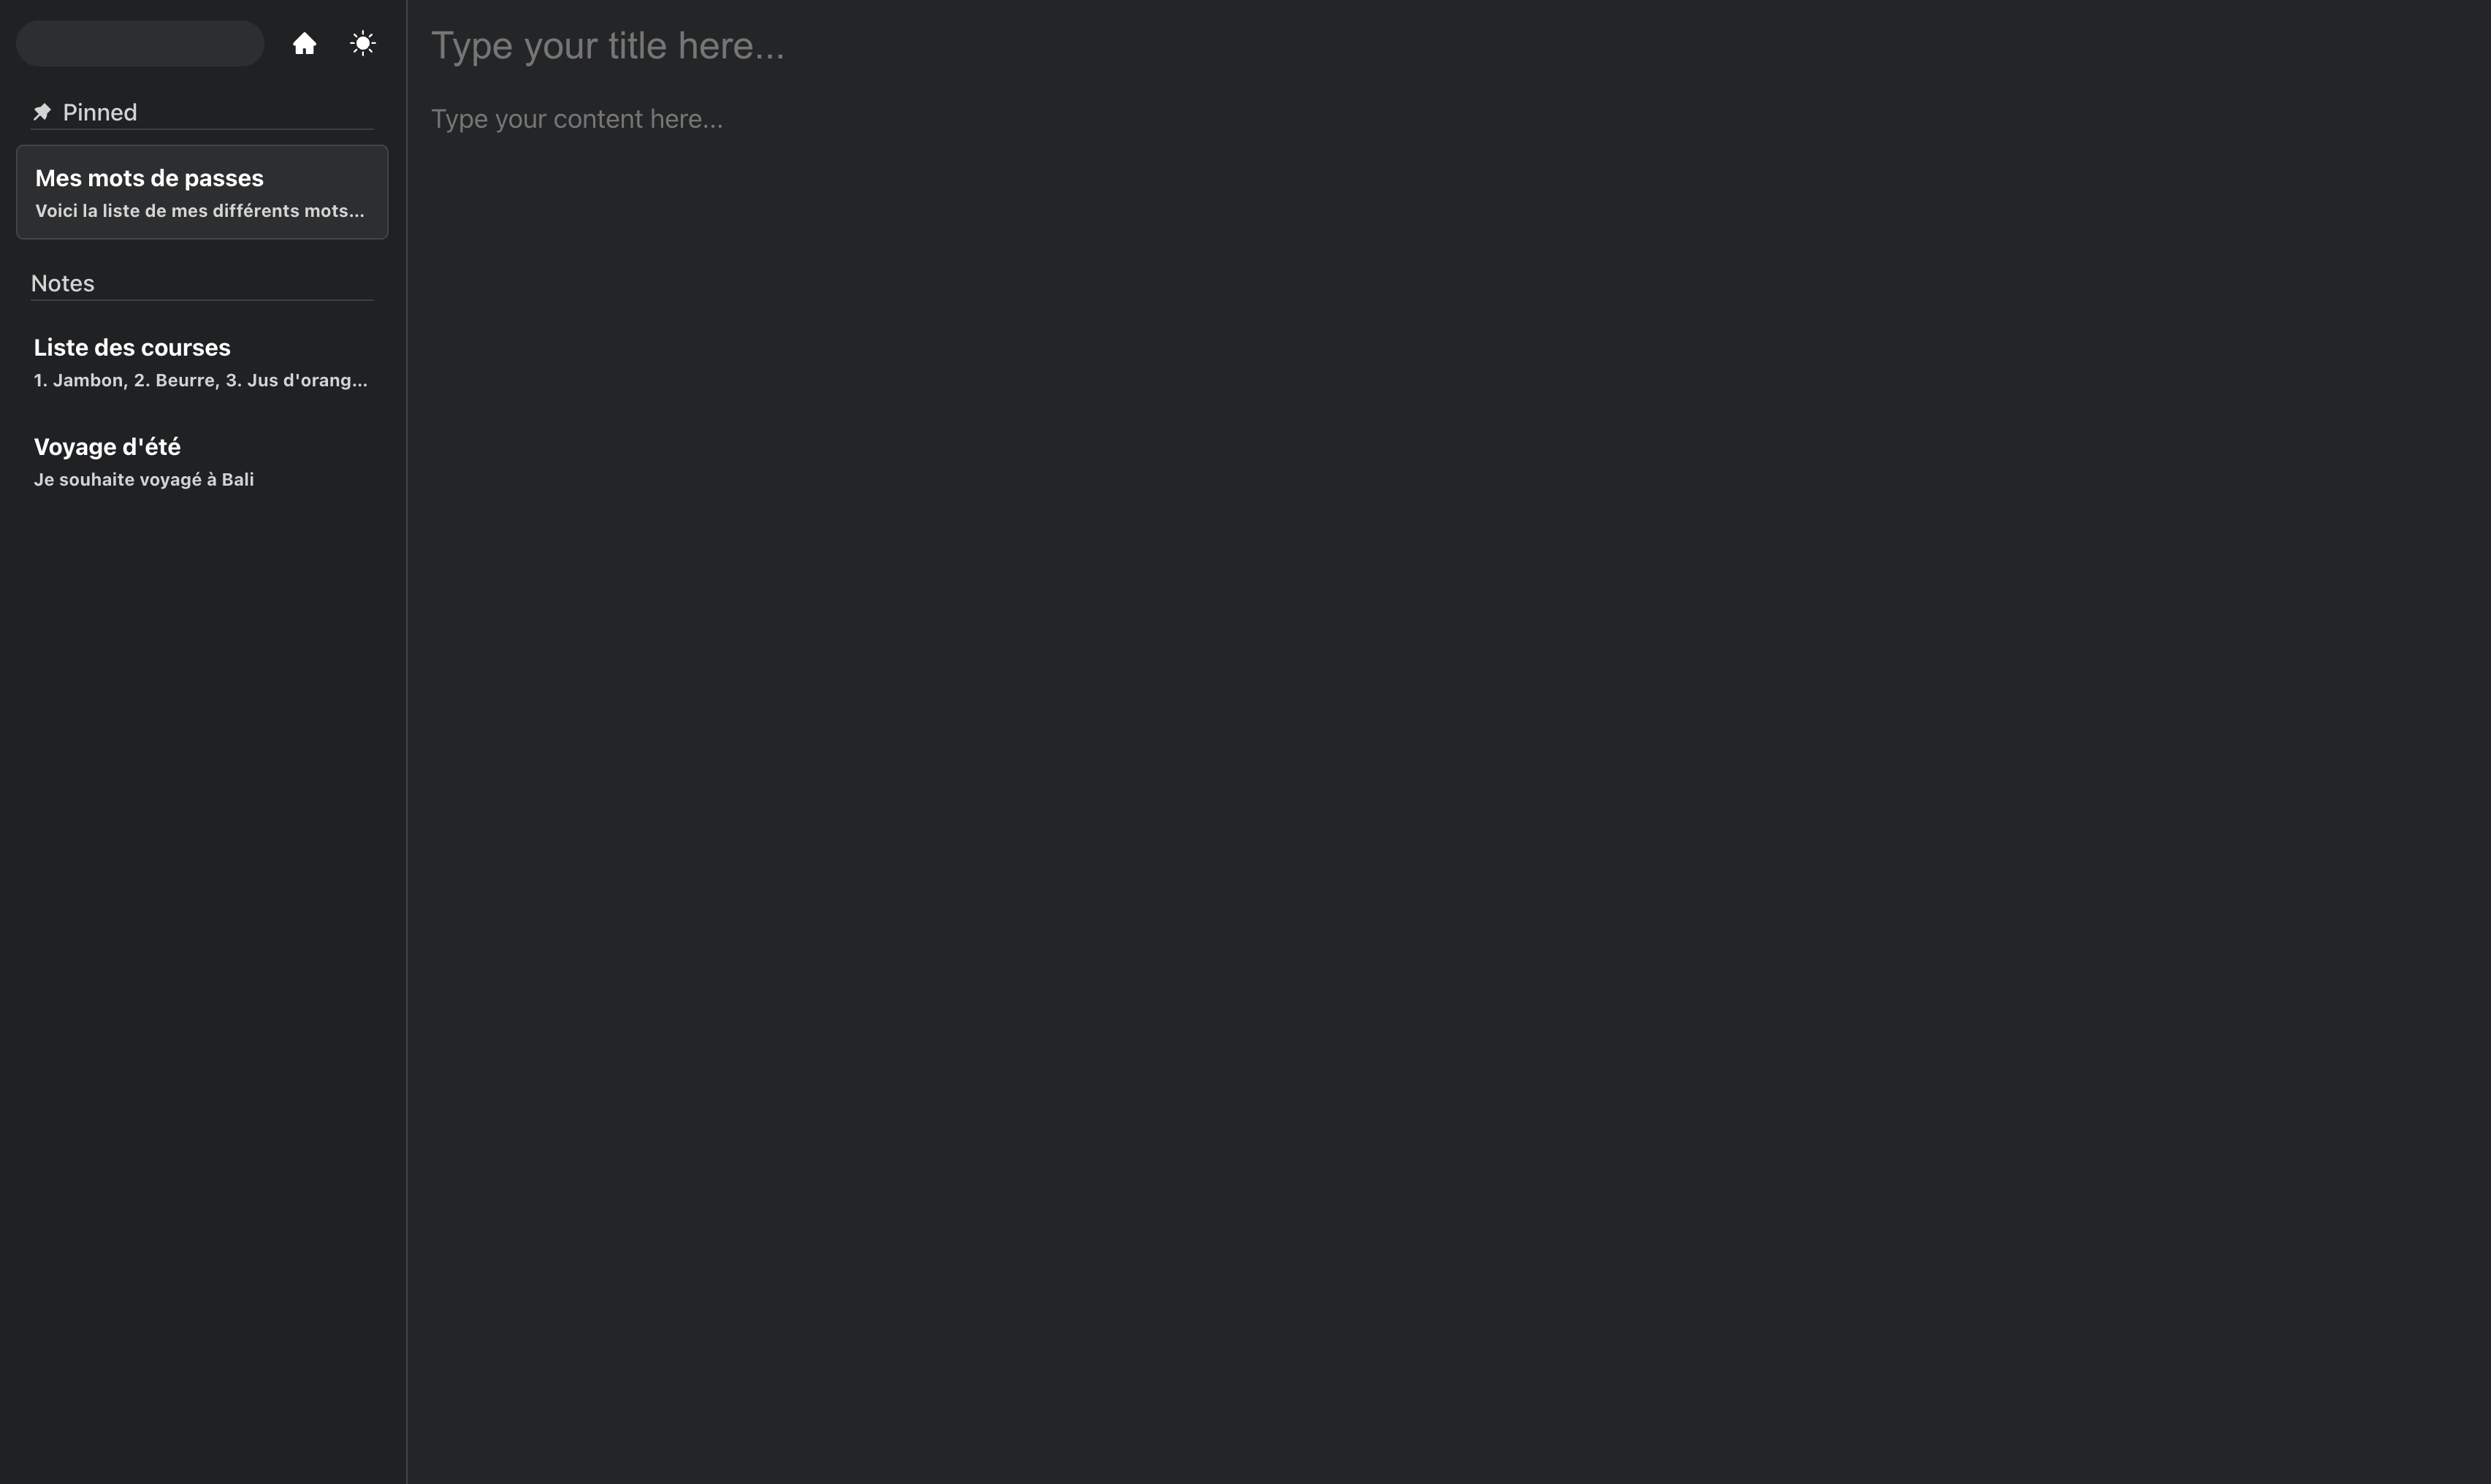 Pinned
Mes mots de passes
Voici la liste de mes différents mots...
Notes
Liste des courses
1. Jambon, 2. Beurre, 3. Jus d'orang...
Voyage d'été
Je souhaite voyagé à Bali
Type your title here...
Type your content here...